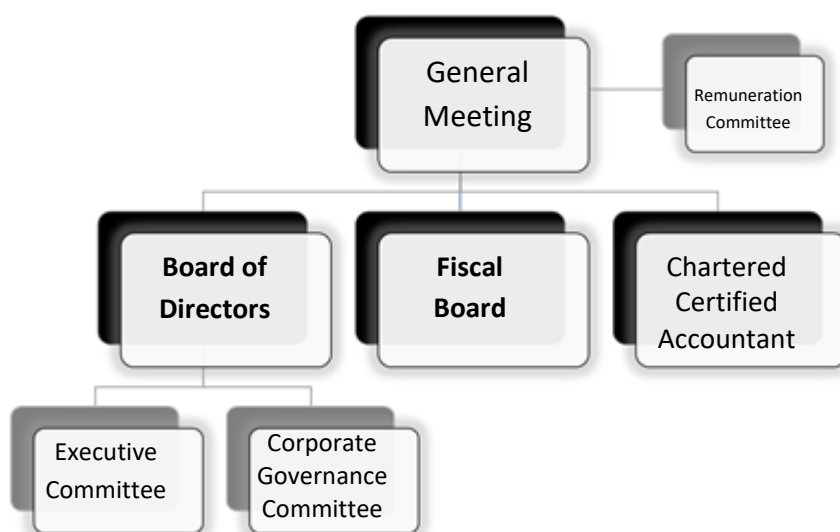 General
Meeting
Remuneration
Committee
Board of
Directors
Fiscal
Board
Chartered
Certified
Accountant
Executive
Committee
Corporate
Governance
Committee